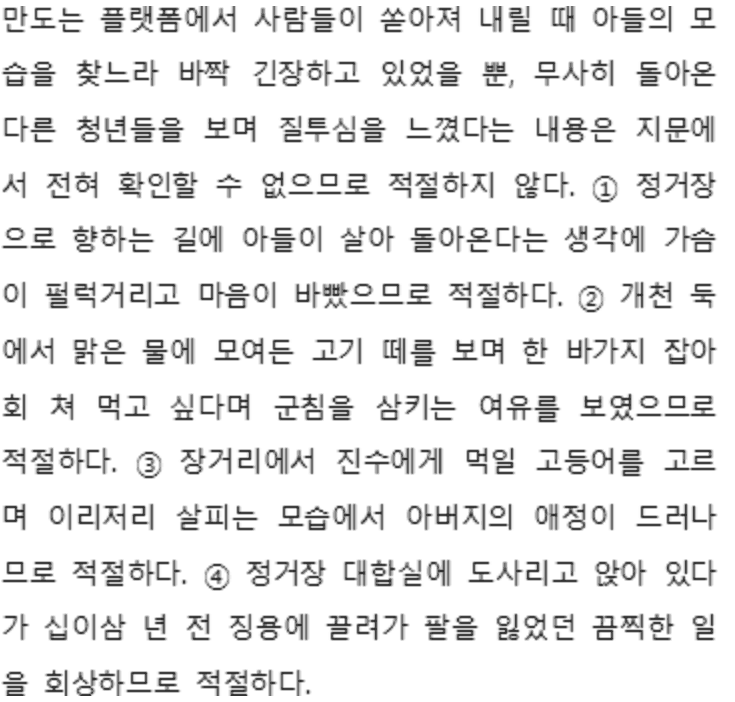 만도는 플랫폼에서 사람들이 쏟아져 내릴 때 아들의 모
습을 찾느라 바짝 긴장하고 있었을 뿐, 무사히 돌아온
다른 청년들을 보며 질투심을 느꼈다는 내용은 지문에
서 전혀 확인할 수 없으므로 적절하지 않다. ① 정거장
으로 향하는 길에 아들이 살아 돌아온다는 생각에 가슴
이 펄럭거리고 마음이 바빴으므로 적절하다. ② 개천 둑
에서 맑은 물에 모여든 고기 떼를 보며 한 바가지 잡아
회 쳐 먹고 싶다며 군침을 삼키는 여유를 보였으므로
적절하다. ③ 장거리에서 진수에게 먹일 고등어를 고르
며 이리저리 살피는 모습에서 아버지의 애정이 드러나
므로 적절하다. ④ 정거장 대합실에 도사리고 앉아 있다
가 십이삼 년 전 징용에 끌려가 팔을 잃었던 끔찍한 일
을 회상하므로 적절하다.